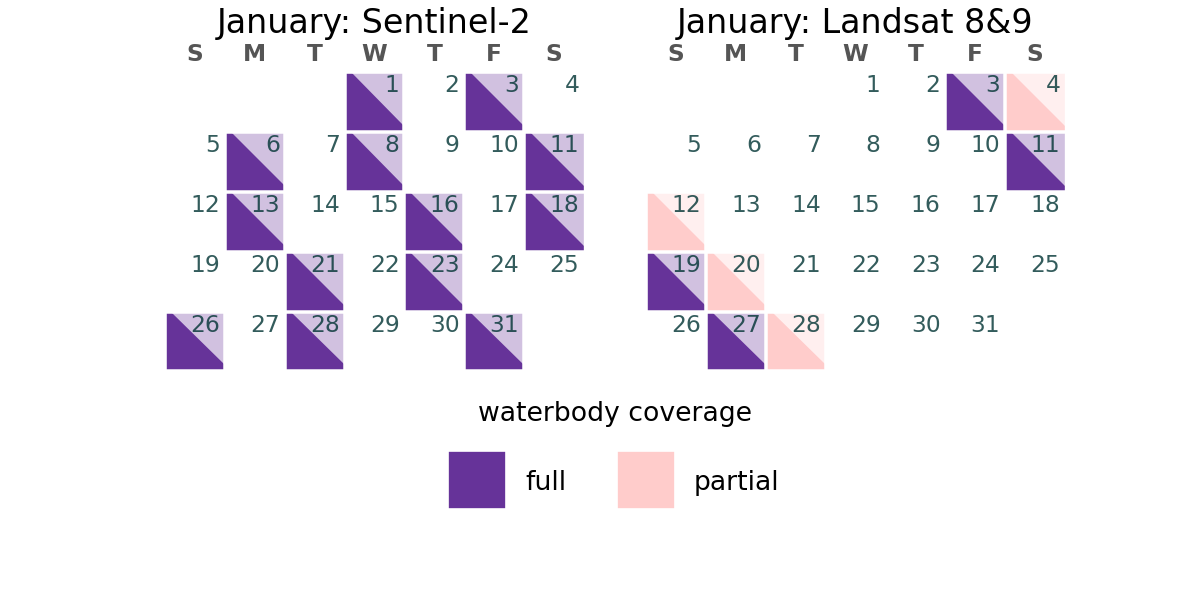 January: Sentinel-2
S M T W T F S
1 2 3 4
5 6 7 8 9 10 11
12 13 14 15 16 17 18
19 20 21 22 23 24 25
26 27 28 29 30 31
January: Landsat 8&9
S M T W T F S
1 2 3 4
5 6 7 8 9 10 11
12 13 14 15 16 17 18
19 20 21 22 23 24 25
26 27 28 29 30 31
waterbody coverage
full partial